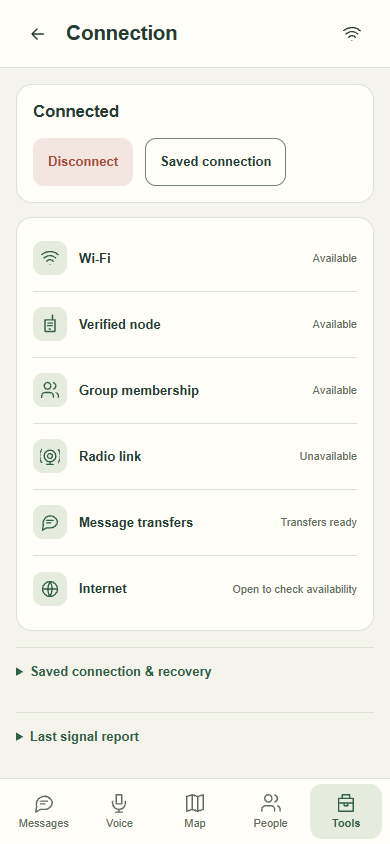 Connection
Connected
Disconnect
Saved connection
Wi-Fi
Available
Verified node
Available
Group membership
Available
Radio link
Unavailable
Message transfers
Transfers ready
Internet
Open to check availability
Saved connection & recovery
Last signal report
Messages
Voice
Map
People
Tools